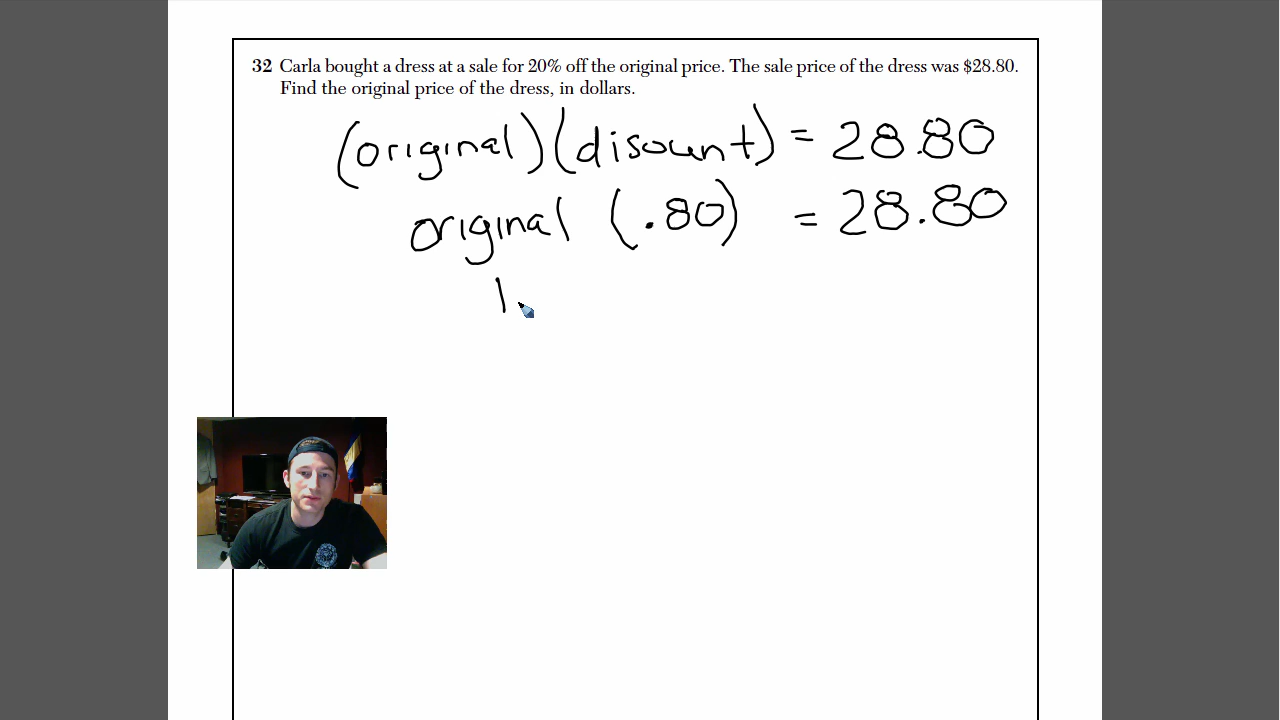 32 Carla bought a dress at a sale for 20% off the original price. The sale price of the dress was $28.80.
Find the original price of the dress, in dollars.
(original)(disount) = 28.80
original (.80) = 28.80
1